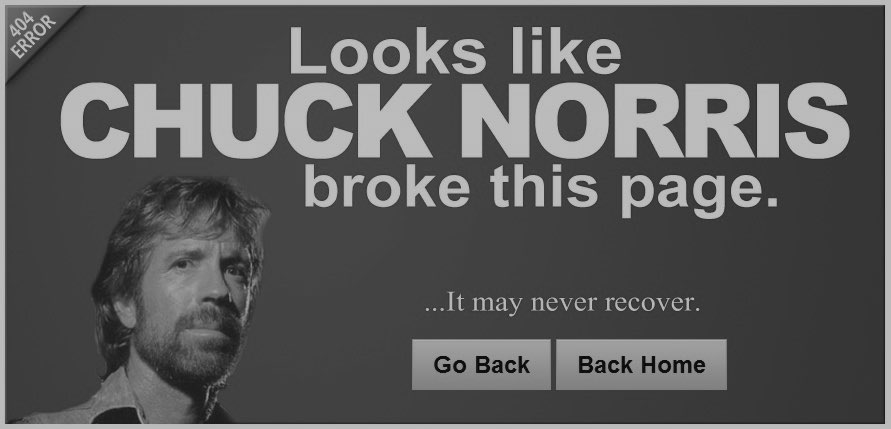 404
ERROR
Looks like
CHUCK NORRIS
broke this page.
...It may never recover.
Go Back
Back Home